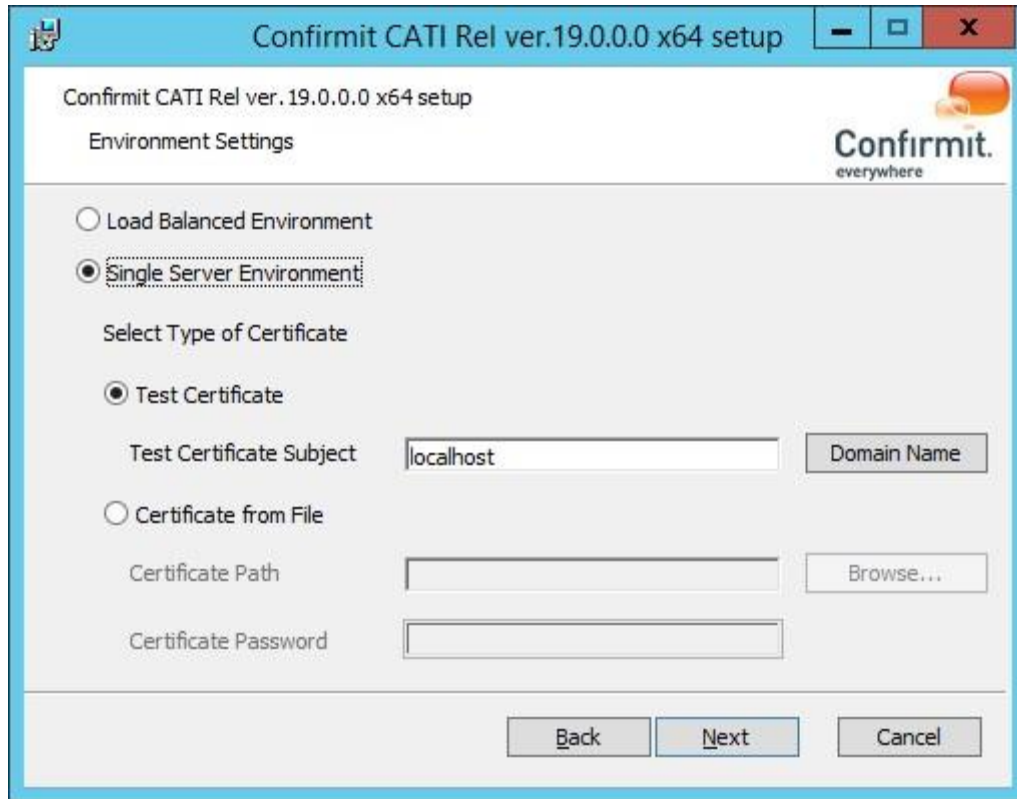 Confirmit CATI Rel ver.19.0.0.0 x64 setup
Confirmit CATI Rel ver. 19.0.0.0 x64 setup
Environment Settings
Confirmit.
everywhere
Load Balanced Environment
Single Server Environment
Select Type of Certificate
Test Certificate
Test Certificate Subject localhost Domain Name
Certificate from File
Certificate Path Browse...
Certificate Password
Back Next Cancel